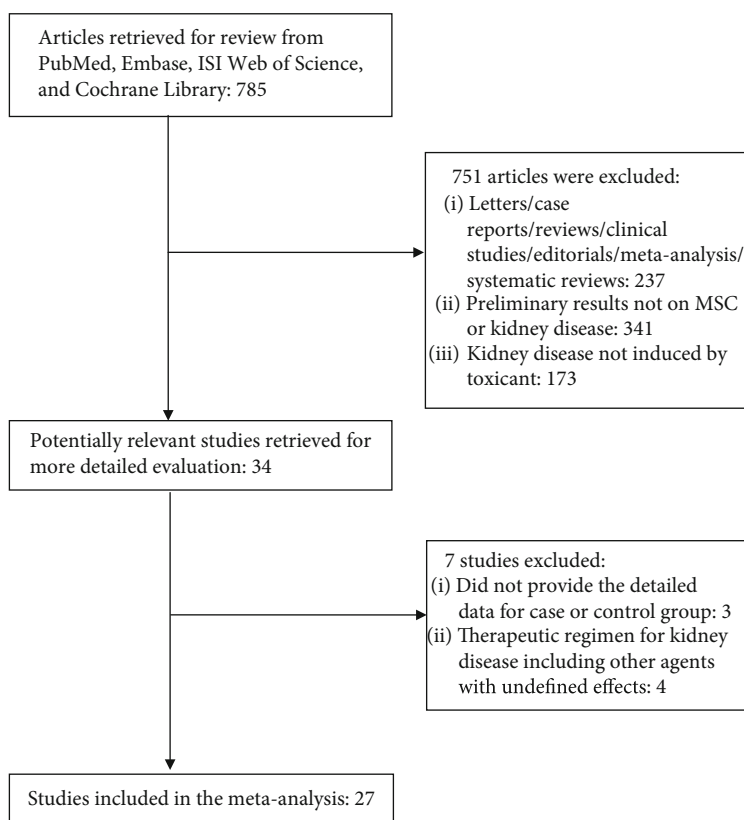 Articles retrieved for review from
PubMed, Embase, ISI Web of Science,
and Cochrane Library: 785
751 articles were excluded:
(i) Letters/case
reports/reviews/clinical
studies/editorials/meta-analysis/
systematic reviews: 237
(ii) Preliminary results not on MSC
or kidney disease: 341
(iii) Kidney disease not induced by
toxicant: 173
Potentially relevant studies retrieved for
more detailed evaluation: 34
7 studies excluded:
(i) Did not provide the detailed
data for case or control group: 3
(ii) Therapeutic regimen for kidney
disease including other agents
with undefined effects: 4
Studies included in the meta-analysis: 27